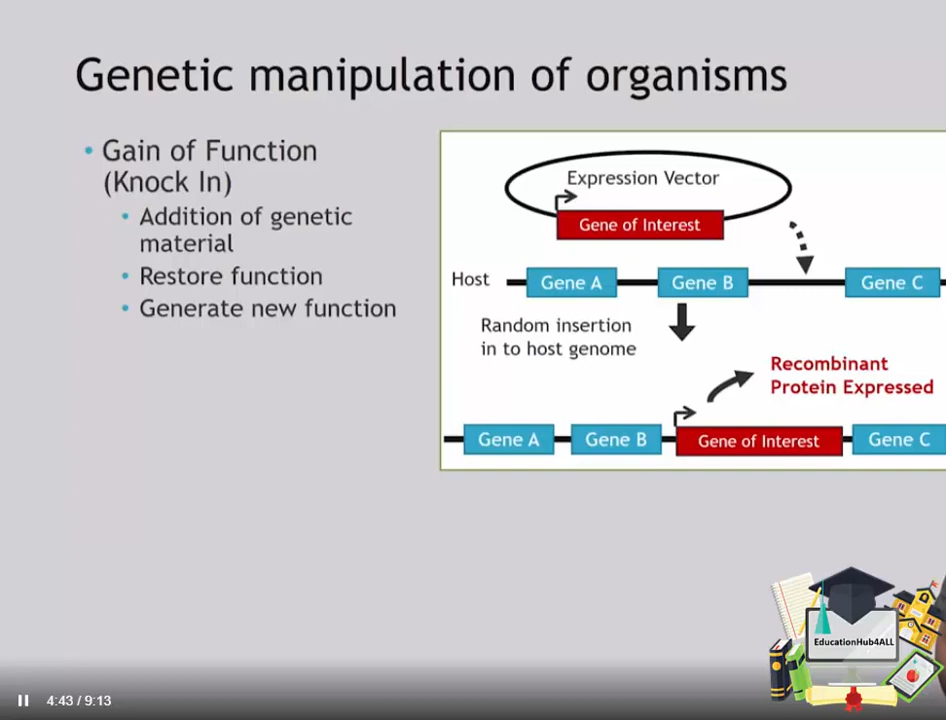 Genetic manipulation of organisms
• Gain of Function
(Knock In)
• Addition of genetic
material
• Restore function
• Generate new function
Expression Vector
Gene of Interest
Host
Gene A
Gene B
Gene C
Random insertion
in to host genome
Recombinant
Protein Expressed
Gene A
Gene B
Gene of Interest
Gene C
EducationHub4ALL
4:43 / 9:13